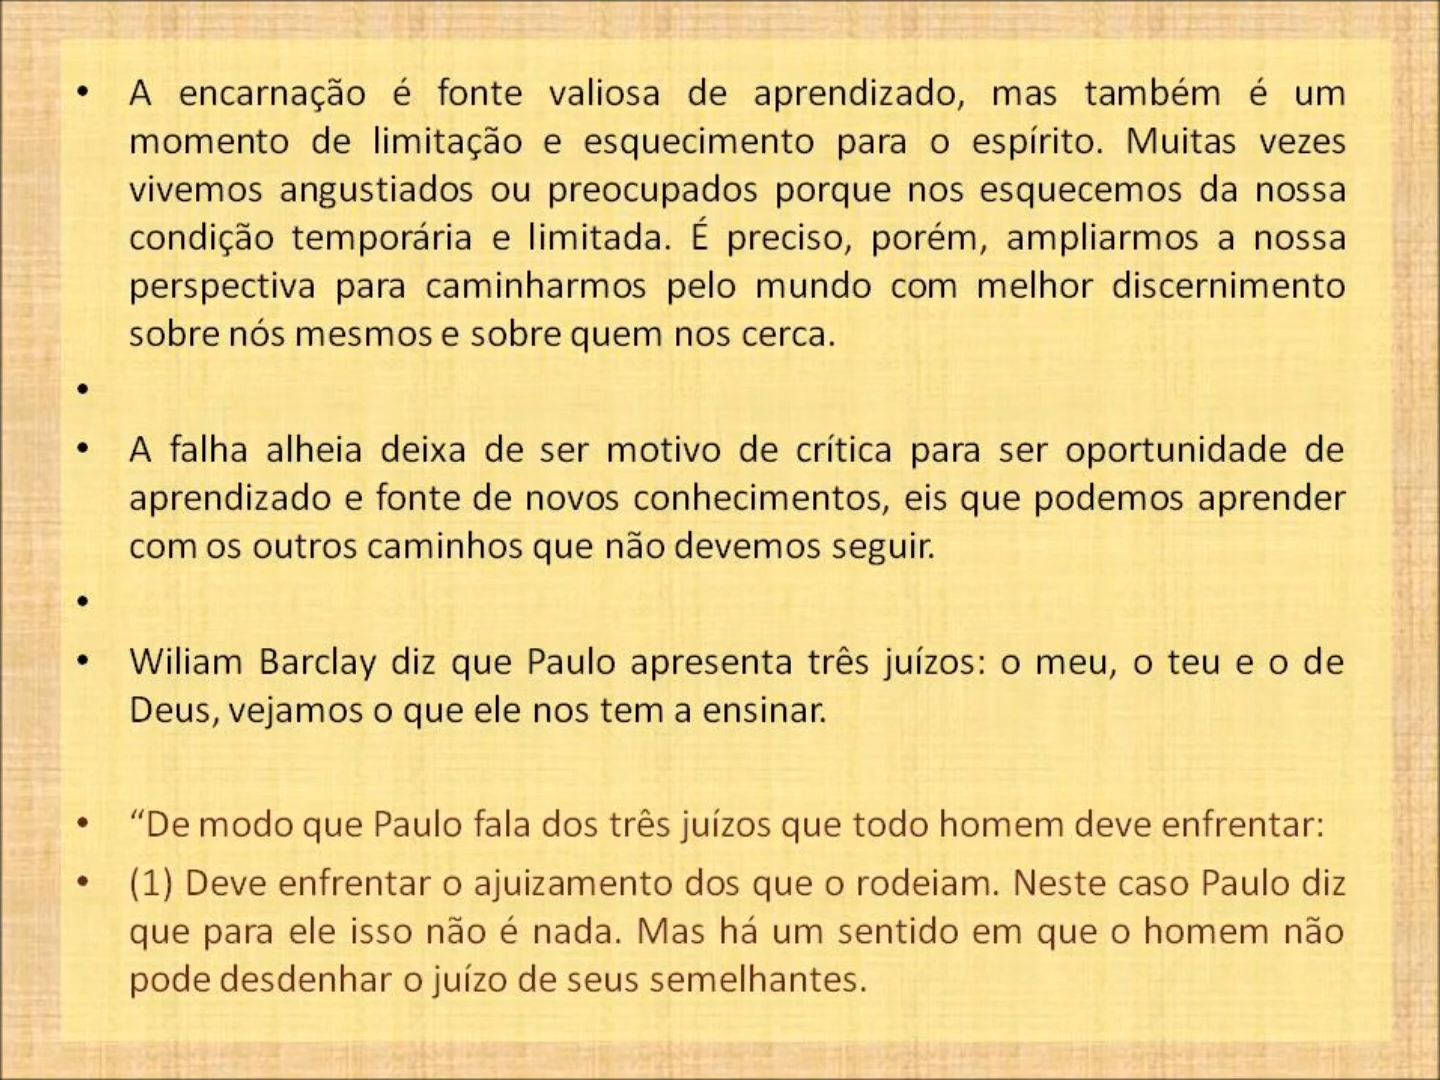 • A encarnação é fonte valiosa de aprendizado, mas também é um
momento de limitação e esquecimento para o espírito. Muitas vezes
vivemos angustiados ou preocupados porque nos esquecemos da nossa
condição temporária e limitada. É preciso, porém, ampliarmos a nossa
perspectiva para caminharmos pelo mundo com melhor discernimento
sobre nós mesmos e sobre quem nos cerca.
•
• A falha alheia deixa de ser motivo de crítica para ser oportunidade de
aprendizado e fonte de novos conhecimentos, eis que podemos aprender
com os outros caminhos que não devemos seguir.
•
• Wiliam Barclay diz que Paulo apresenta três juízos: o meu, o teu e o de
Deus, vejamos o que ele nos tem a ensinar.
• “De modo que Paulo fala dos três juízos que todo homem deve enfrentar:
• (1) Deve enfrentar o ajuizamento dos que o rodeiam. Neste caso Paulo diz
que para ele isso não é nada. Mas há um sentido em que o homem não
pode desdenhar o juízo de seus semelhantes.